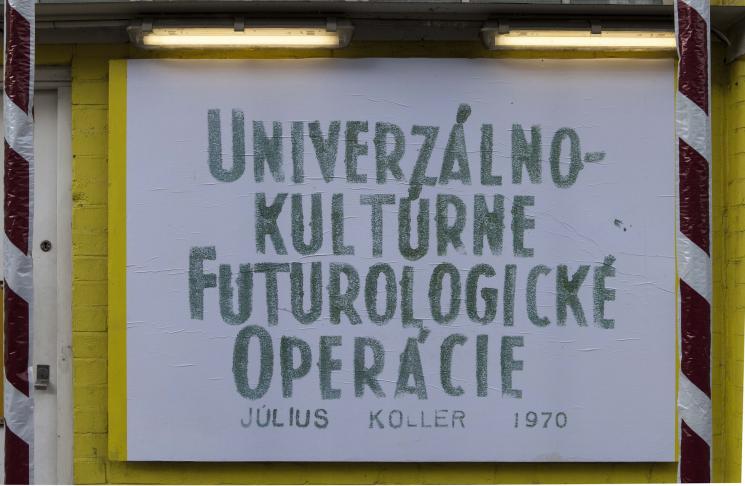 UNIVERZÁLNO-
KULTÚRNE
FUTUROLOGICKÉ
OPERÁCIE
JÚLIUS KOLLER 1970